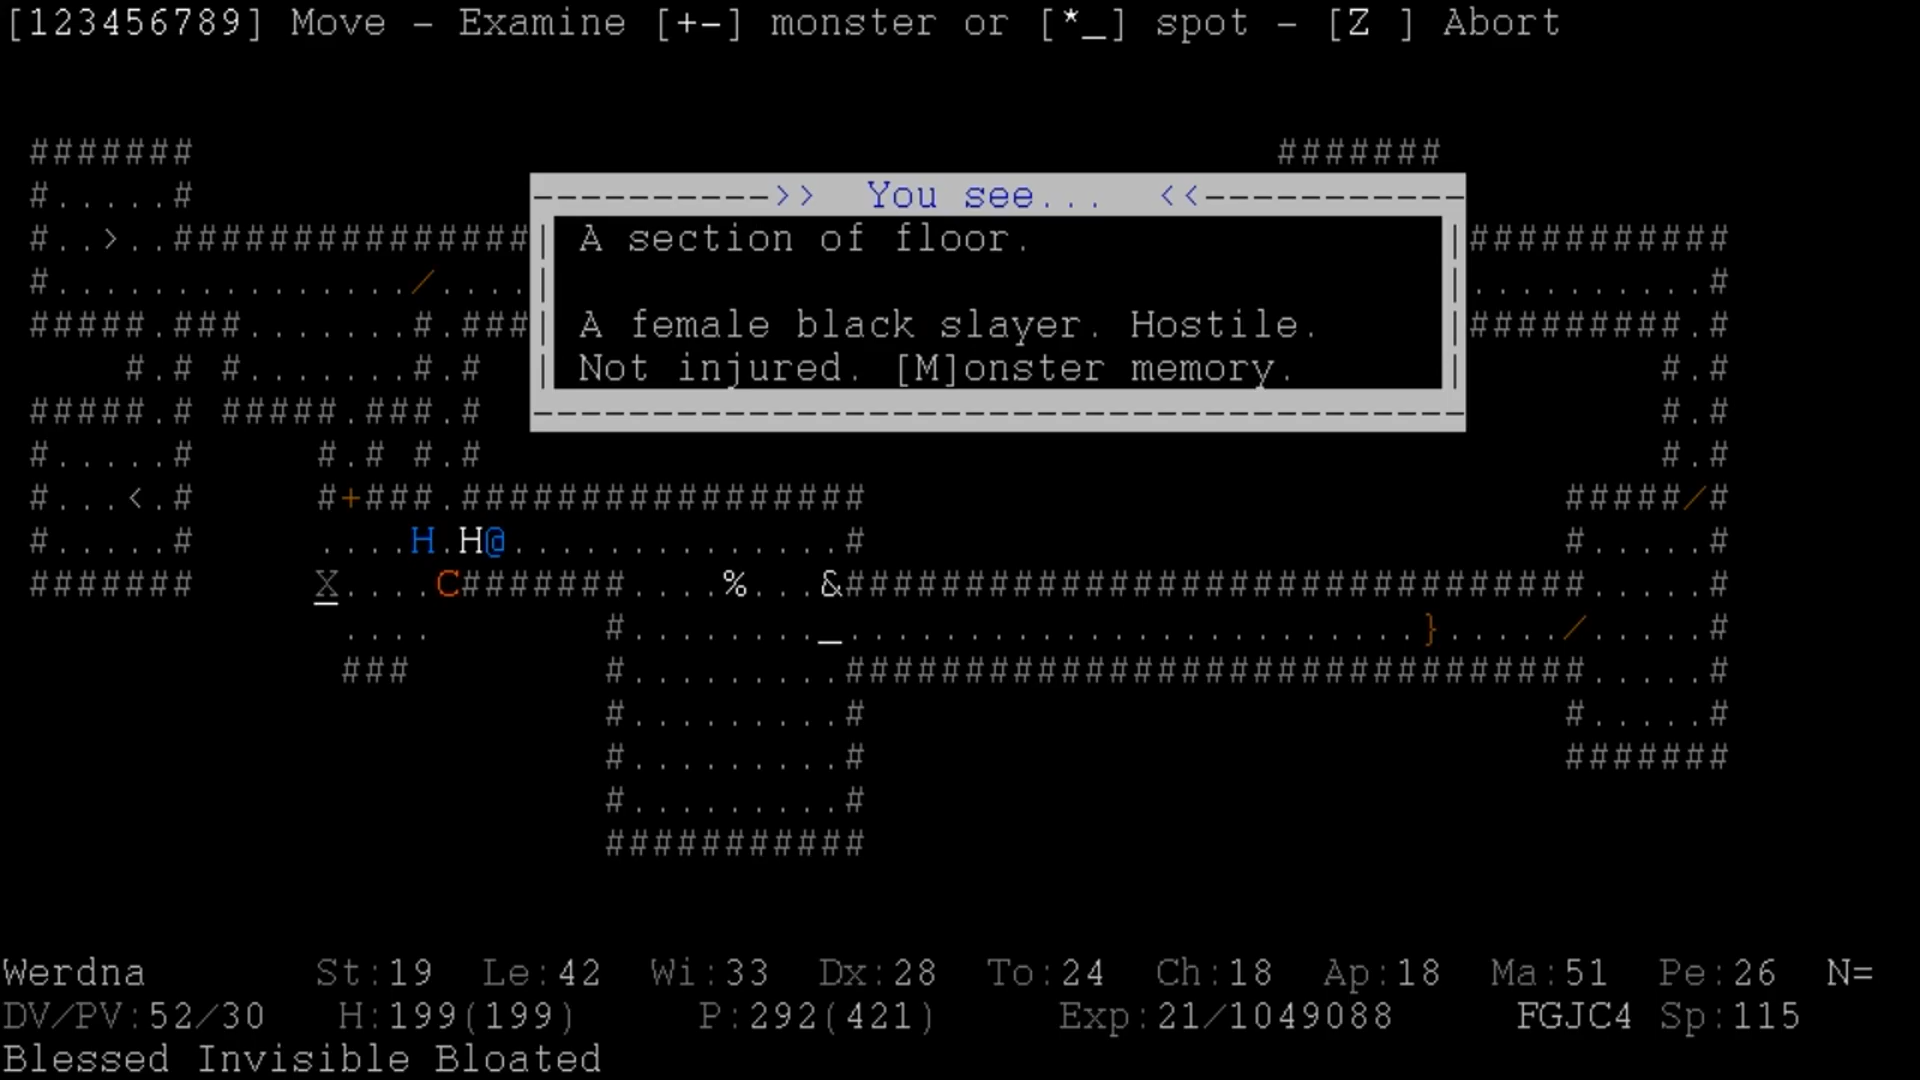 [123456789] Move - Examine [+-] monster or [*_] spot - [Z ] Abort
----------->> You see... <<-----------
A section of floor.
A female black slayer. Hostile.
Not injured. [M]onster memory.
Werdna St:19 Le:42 Wi:33 Dx:28 To:24 Ch:18 Ap:18 Ma:51 Pe:26 N=
DV/PV:52/30 H:199(199) P:292(421) Exp:21/1049088 FGJC4 Sp:115
Blessed Invisible Bloated